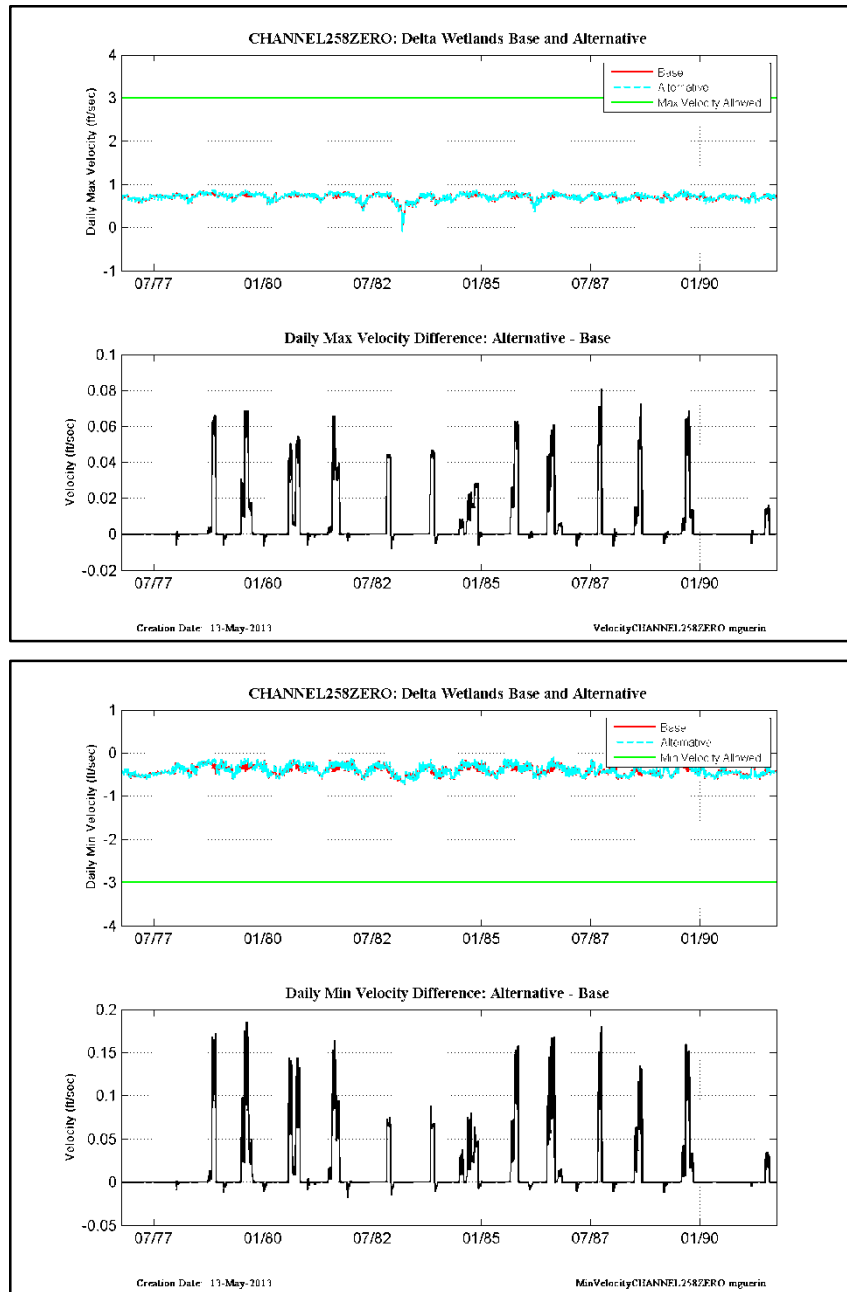 CHANNEL258ZERO: Delta Wetlands Base and Alternative
Daily Max Velocity (ft/sec)
4
3
2
1
0
-1
Base
Alternative
Max Velocity Allowed
07/77 01/80 07/82 01/85 07/87 01/90
Daily Max Velocity Difference: Alternative - Base
Velocity (ft/sec)
0.1
0.08
0.06
0.04
0.02
0
-0.02
07/77 01/80 07/82 01/85 07/87 01/90
Creation Date: 13-May-2013 VelocityCHANNEL258ZERO mguerin
CHANNEL258ZERO: Delta Wetlands Base and Alternative
Daily Min Velocity (ft/sec)
1
-0
-1
-2
-3
-4
Base
Alternative
Min Velocity Allowed
07/77 01/80 07/82 01/85 07/87 01/90
Daily Min Velocity Difference: Alternative - Base
Velocity (ft/sec)
0.2
0.15
0.1
0.05
0
-0.05
07/77 01/80 07/82 01/85 07/87 01/90
Creation Date: 13-May-2013 MinVelocityCHANNEL258ZERO mguerin